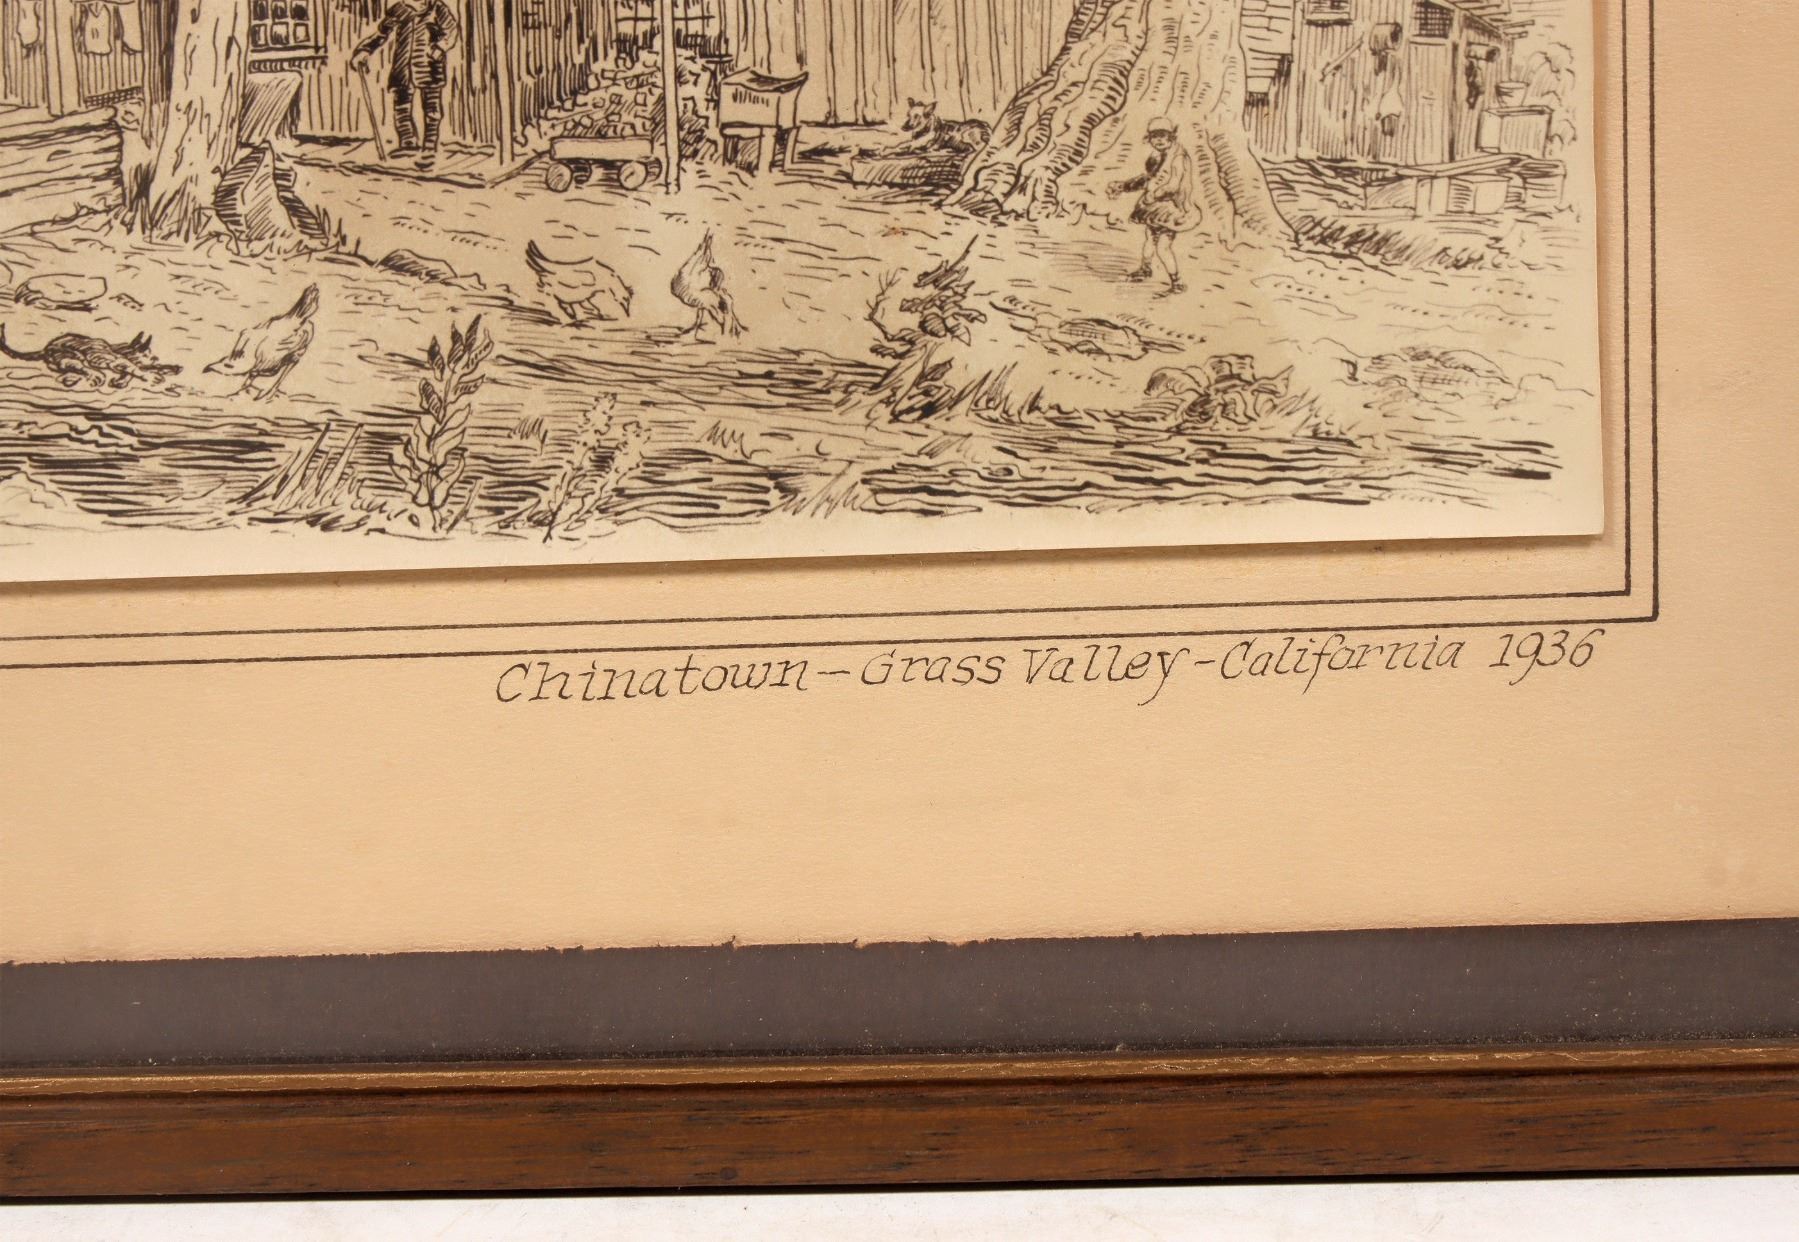 Chinatown – Grass Valley - California 1936